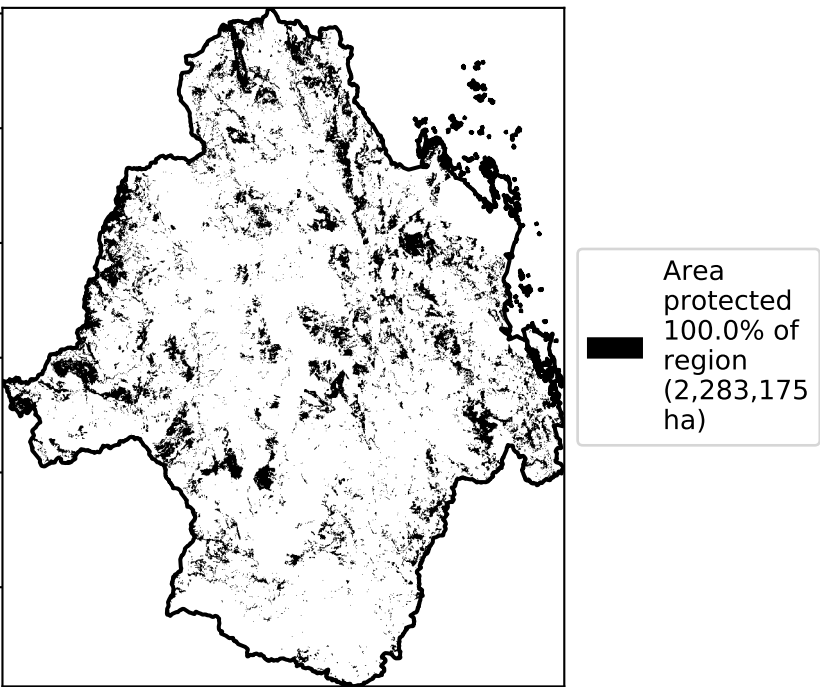 Area
protected
100.0% of
region
(2,283,175
ha)